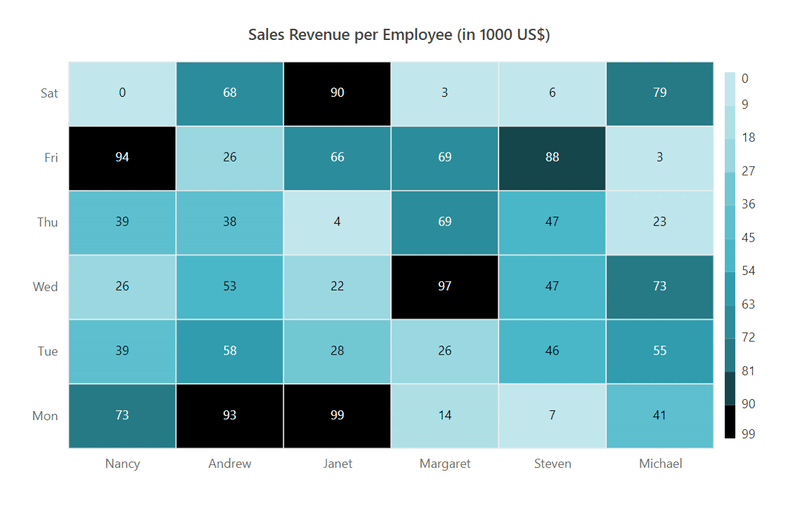 Sales Revenue per Employee (in 1000 US$)
Sat 0 68 90 3 6 79
Fri 94 26 66 69 88 3
Thu 39 38 4 69 47 23
Wed 26 53 22 97 47 73
Tue 39 58 28 26 46 55
Mon 73 93 99 14 7 41
Nancy Andrew Janet Margaret Steven Michael
0
9
18
27
36
45
54
63
72
81
90
99